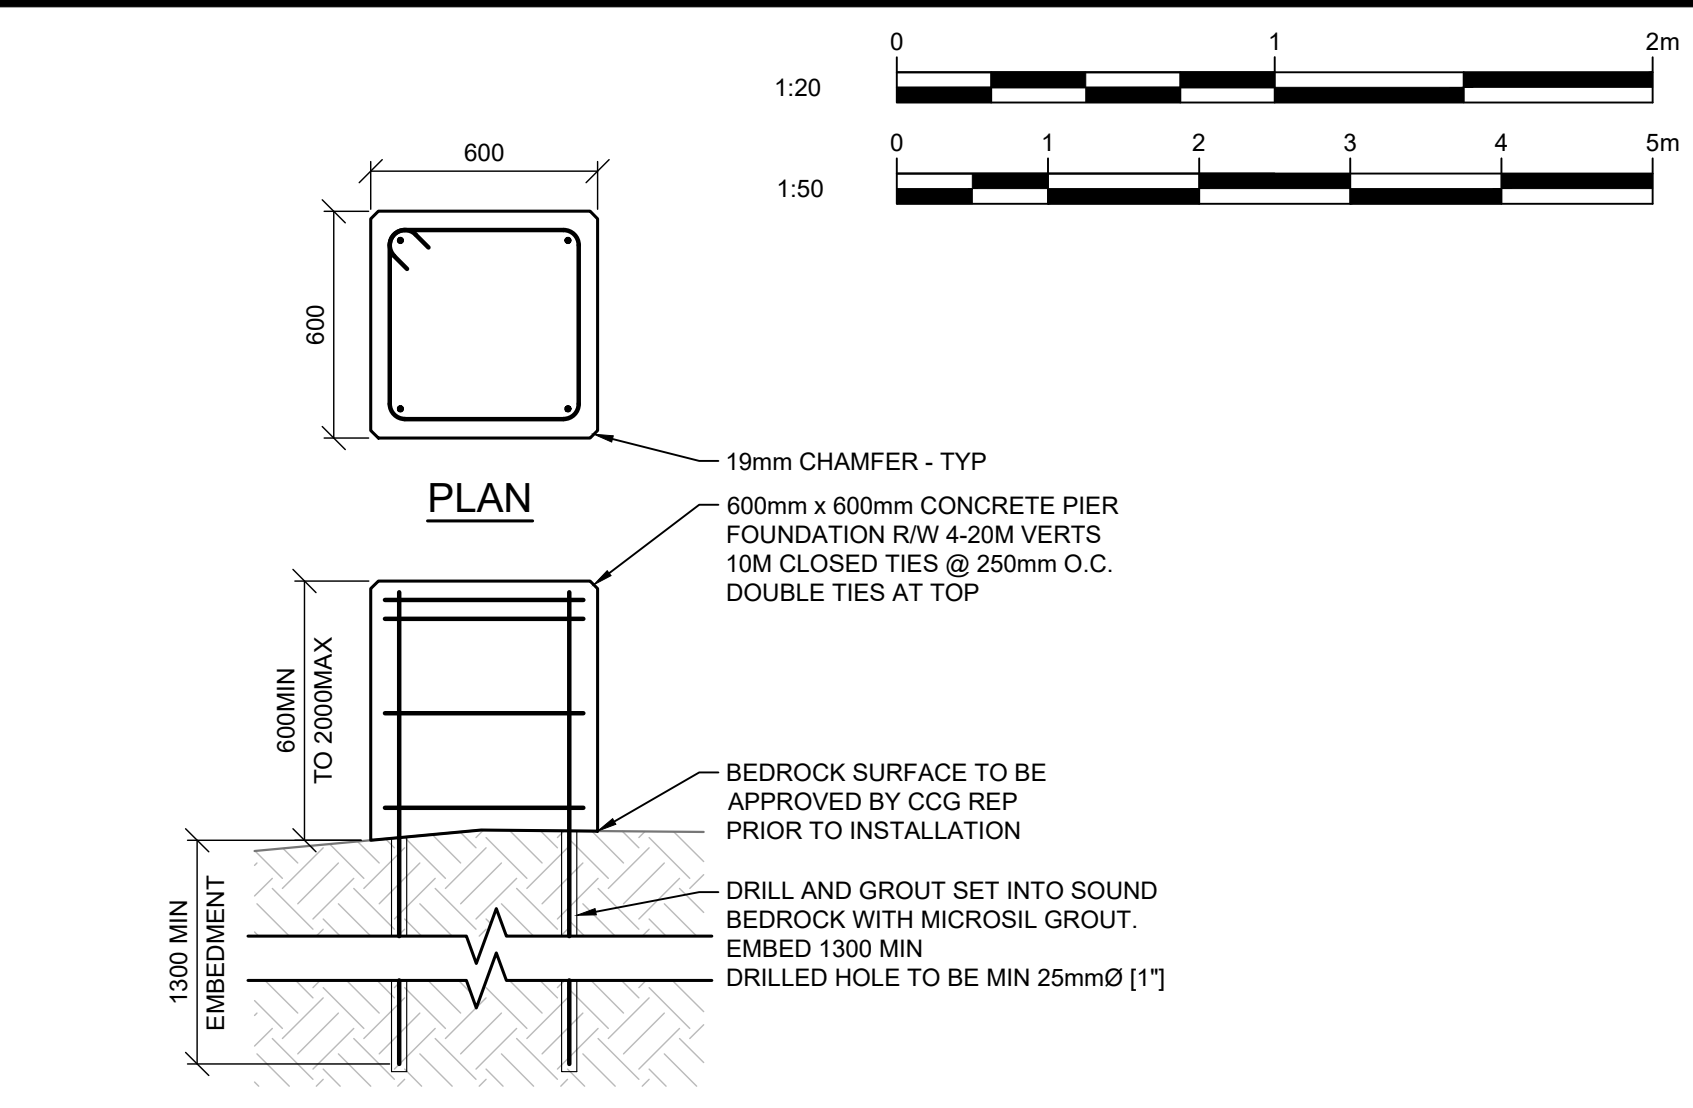 0 1 2m
1:20
0 1 2 3 4 5m
1:50
600
600
19mm CHAMFER - TYP
PLAN
600mm x 600mm CONCRETE PIER
FOUNDATION R/W 4-20M VERTS
10M CLOSED TIES @ 250mm O.C.
DOUBLE TIES AT TOP
600MIN
TO 2000MAX
BEDROCK SURFACE TO BE
APPROVED BY CCG REP
PRIOR TO INSTALLATION
1300 MIN
EMBEDMENT
DRILL AND GROUT SET INTO SOUND
BEDROCK WITH MICROSIL GROUT.
EMBED 1300 MIN
DRILLED HOLE TO BE MIN 25mmØ [1"]